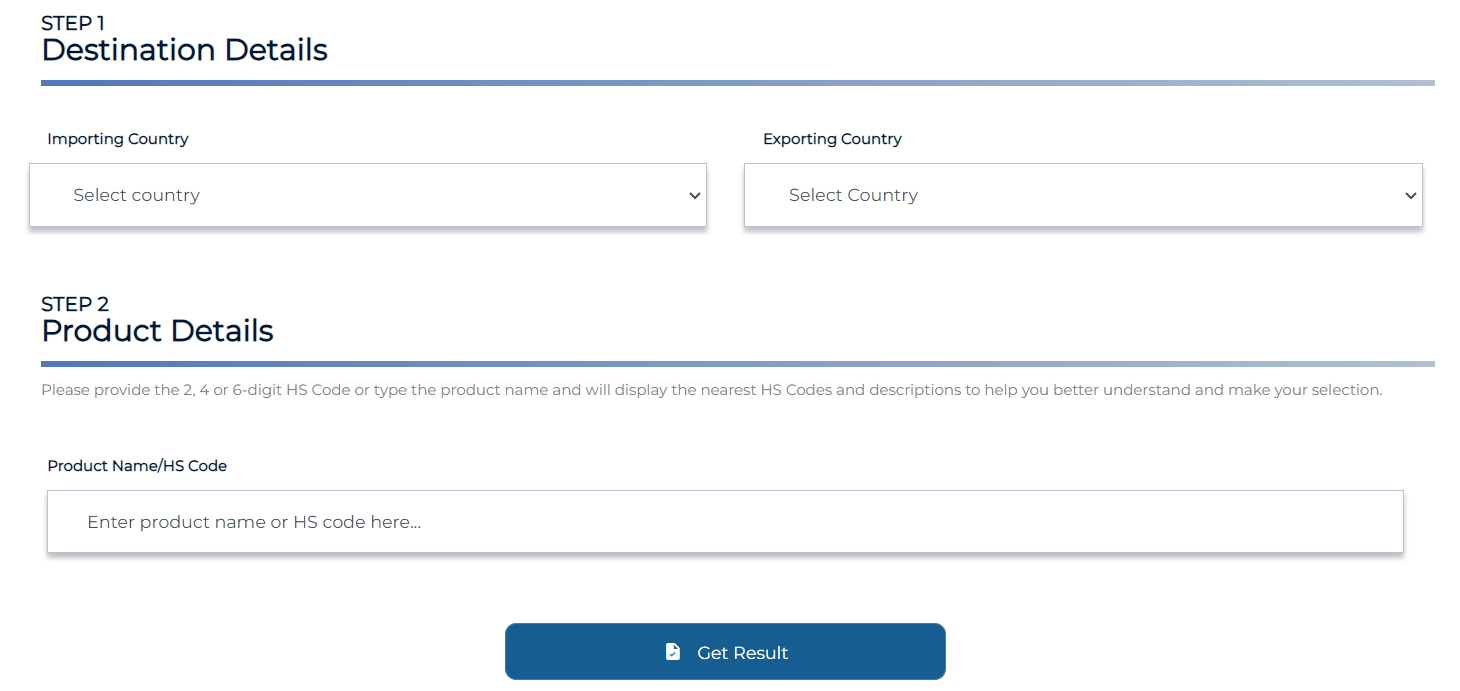 STEP 1
Destination Details
Importing Country
Exporting Country
Select country
Select Country
STEP 2
Product Details
Please provide the 2, 4 or 6-digit HS Code or type the product name and will display the nearest HS Codes and descriptions to help you better understand and make your selection.
Product Name/HS Code
Enter product name or HS code here...
Get Result